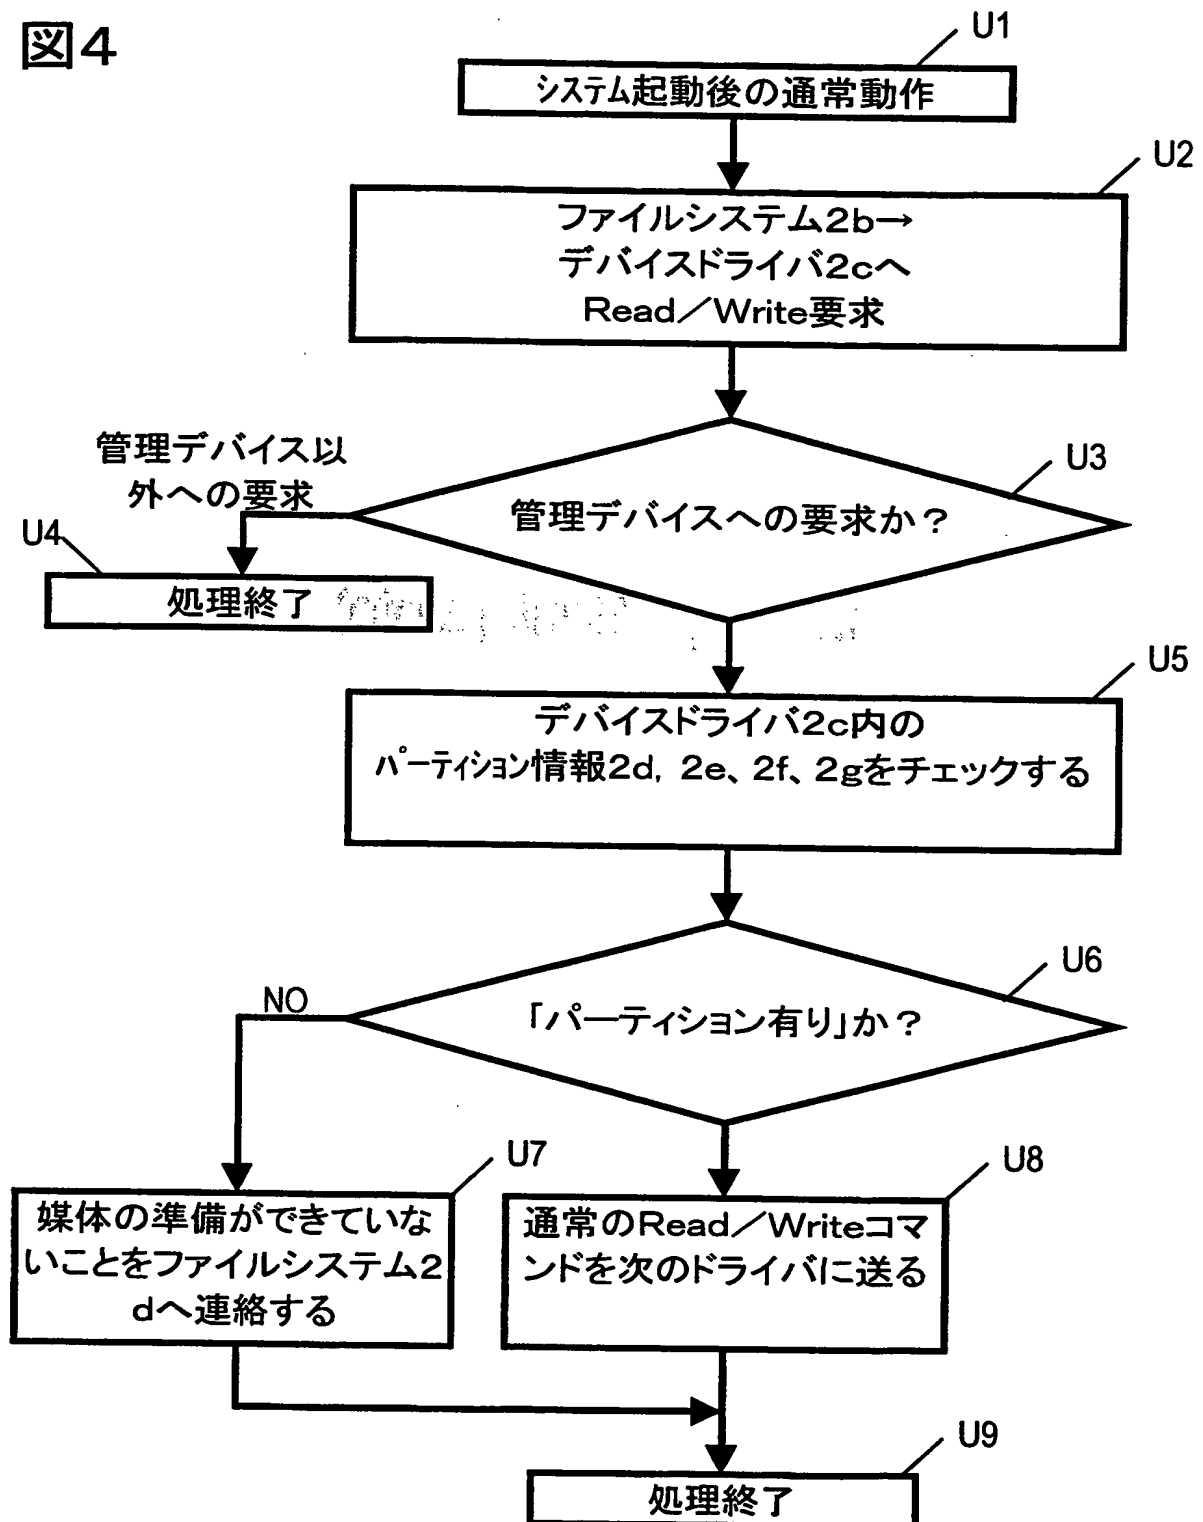 図4
U1
システム起動後の通常動作
U2
ファイルシステム2b→
デバイスドライバ2cへ
Read／Write要求
管理デバイス以
外への要求
U3
管理デバイスへの要求か？
U4
処理終了
U5
デバイスドライバ2c内の
パーティション情報2d, 2e、2f、2gをチェックする
U6
NO
「パーティション有り」か？
U7
媒体の準備ができていな
いことをファイルシステム2
dへ連絡する
U8
通常のRead／Writeコマ
ンドを次のドライバに送る
U9
処理終了